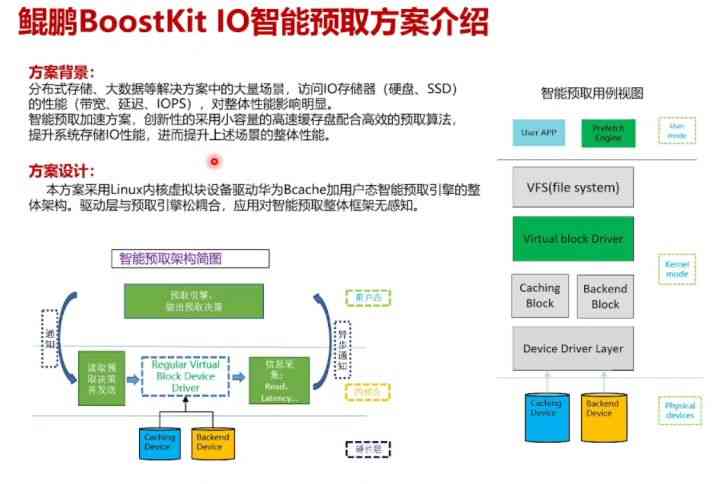 鲲鹏BoostKit IO智能预取方案介绍
方案背景：
分布式存储、大数据等解决方案中的大量场景，访问IO存储器（硬盘、SSD）
的性能（带宽、延迟、IOPS），对整体性能影响明显。
智能预取加速方案，创新性的采用小容量的高速缓存盘配合高效的预取算法，
提升系统存储IO性能，进而提升上述场景的整体性能。
方案设计：
本方案采用Linux内核虚拟块设备驱动华为Bcache加用户态智能预取引擎的整
体架构。驱动层与预取引擎松耦合，应用对智能预取整体框架无感知。
智能预取架构简图
预取引擎，
做出预取决策
用户态
通知
异步通知
读取预
取决策
并发送
Regular Virtual
Block Device
Driver
信息采
集：
Read,
Latency...
内核态
Caching
Device
Backend
Device
硬件层
智能预取用例视图
User APP
Prefetch
Engine
User
mode
VFS(file system)
Virtual block Driver
Caching
Block
Backend
Block
Kernel
mode
Device Driver Layer
Caching
Device
Backend
Device
Physical
devices